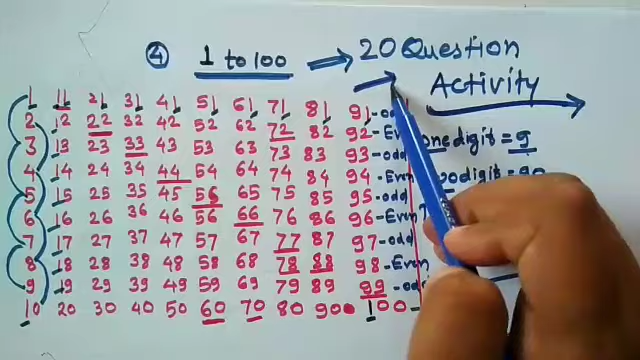 ④ 1 to 100 → 20 Question
Activity
1 11 21 31 41 51 61 71 81 91-odd
2 12 22 32 42 52 62 72 82 92-Even one digit = 9
3 13 23 33 43 53 63 73 83 93-odd
4 14 24 34 44 54 64 74 84 94-Even digit = 90
5 15 25 35 45 56 65 75 85 95-odd
6 16 26 36 46 56 66 76 86 96-Even
7 17 27 37 47 57 67 77 87 97-odd
8 18 28 38 48 58 68 78 88 98-Even
9 19 29 39 49 59 69 79 89 99-odd
10 20 30 40 50 60 70 80 900 100